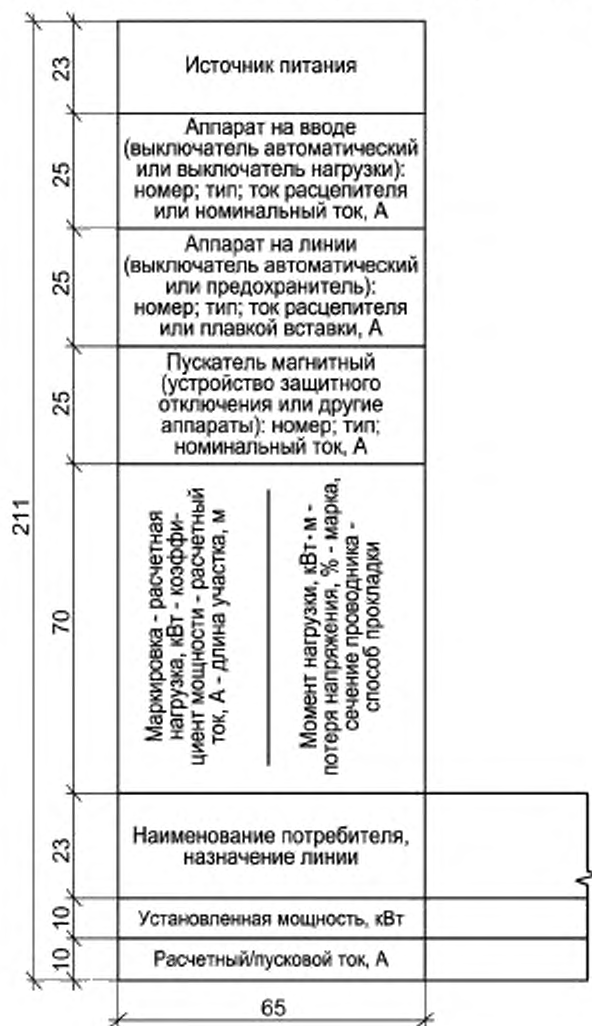 23
Источник питания
25
Аппарат на вводе
(выключатель автоматический
или выключатель нагрузки):
номер; тип; ток расцепителя
или номинальный ток, А
25
Аппарат на линии
(выключатель автоматический
или предохранитель):
номер; тип; ток расцепителя
или плавкой вставки, А
25
Пускатель магнитный
(устройство защитного
отключения или другие
аппараты): номер; тип;
номинальный ток, А
211
70
Маркировка - расчетная
нагрузка, кВт - коэффи-
циент мощности - расчетный
ток, А - длина участка, м
Момент нагрузки, кВт·м -
потеря напряжения, % - марка,
сечение проводника -
способ прокладки
23
Наименование потребителя,
назначение линии
10
Установленная мощность, кВт
10
Расчетный/пусковой ток, А
65